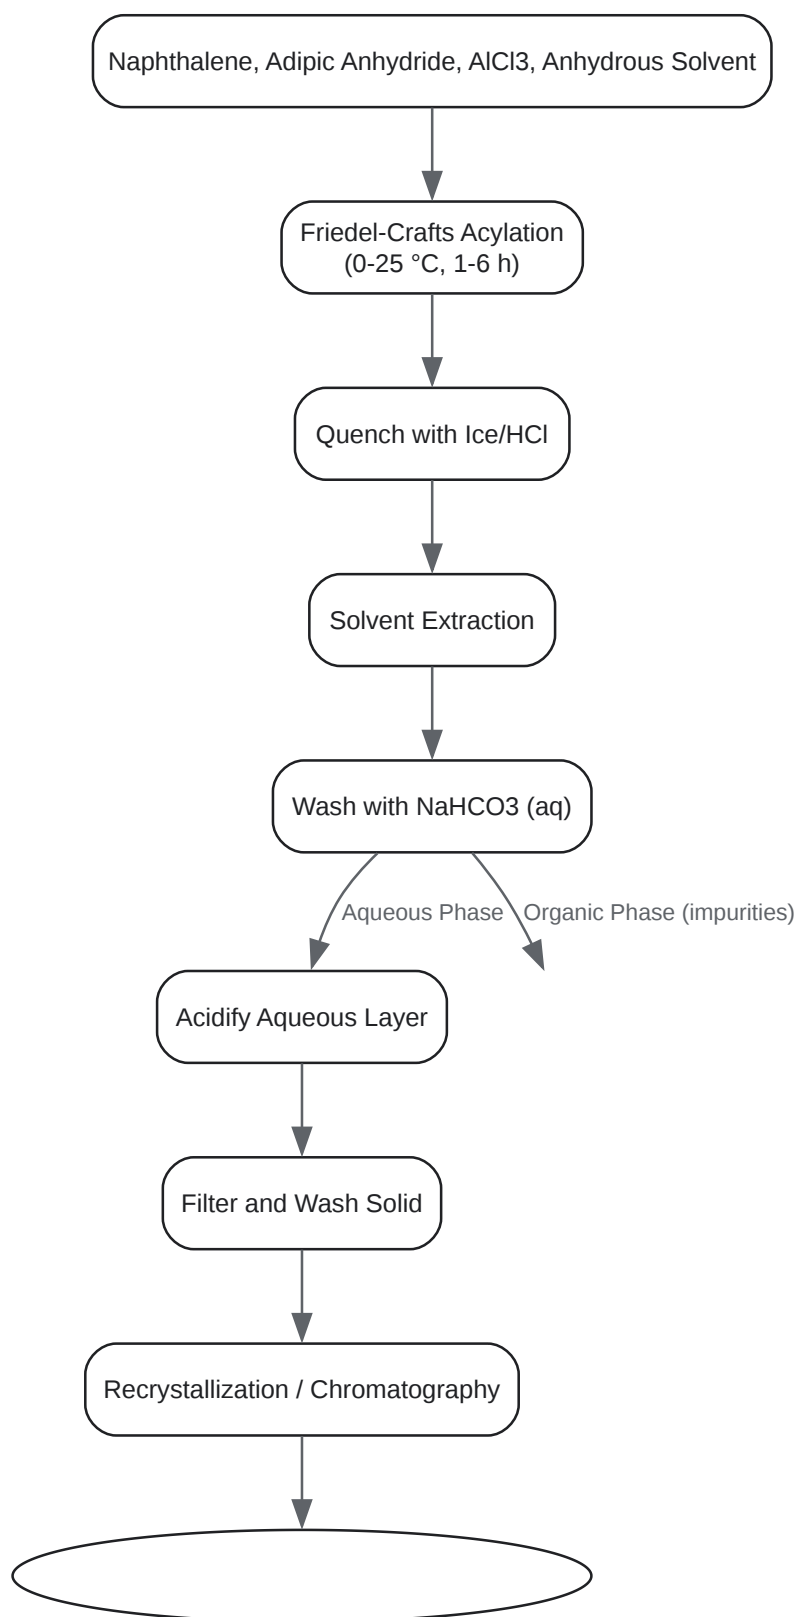 Naphthalene, Adipic Anhydride, AlCl3, Anhydrous Solvent
Friedel-Crafts Acylation
(0-25 °C, 1-6 h)
Quench with Ice/HCl
Solvent Extraction
Wash with NaHCO3 (aq)
Aqueous Phase
Organic Phase (impurities)
Acidify Aqueous Layer
Filter and Wash Solid
Recrystallization / Chromatography